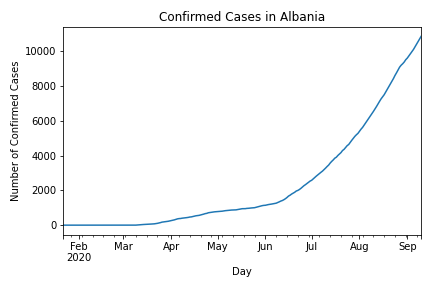 Confirmed Cases in Albania
Number of Confirmed Cases
10000
8000
6000
4000
2000
0
Feb Mar Apr May Jun Jul Aug Sep
2020
Day